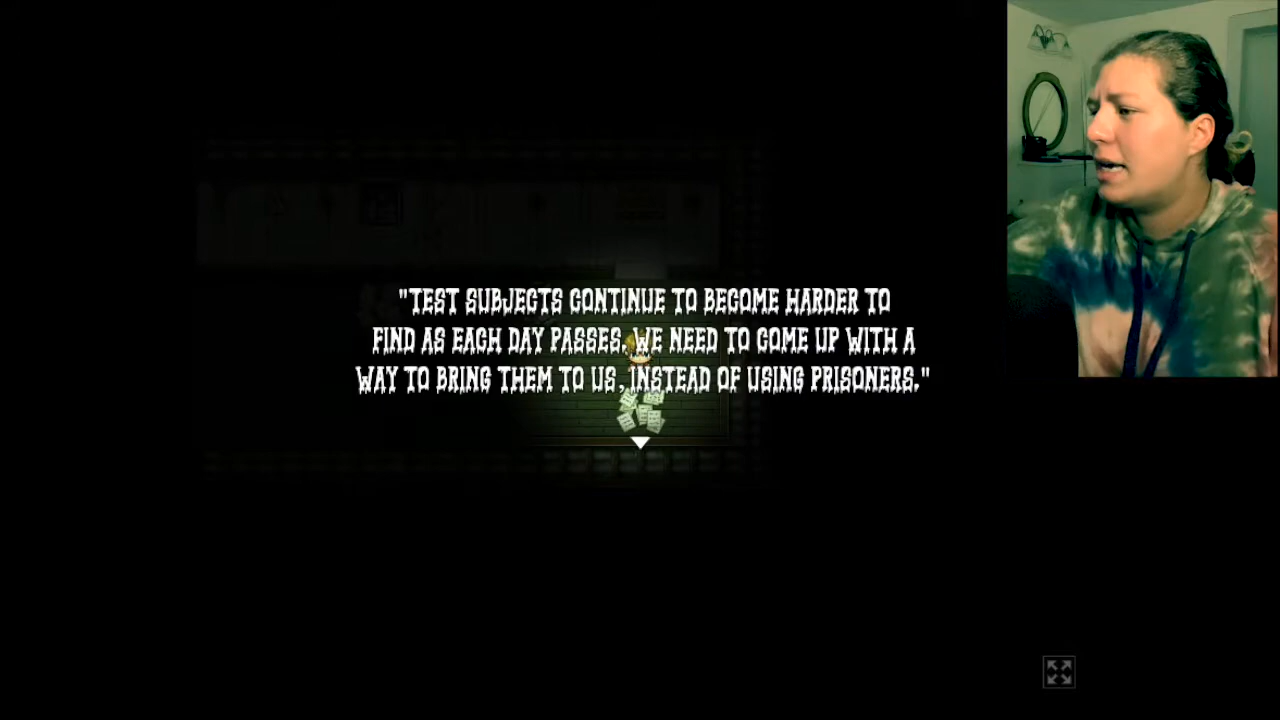 "TEST SUBJECTS CONTINUE TO BECOME HARDER TO
FIND AS EACH DAY PASSES. WE NEED TO COME UP WITH A
WAY TO BRING THEM TO US, INSTEAD OF USING PRISONERS."